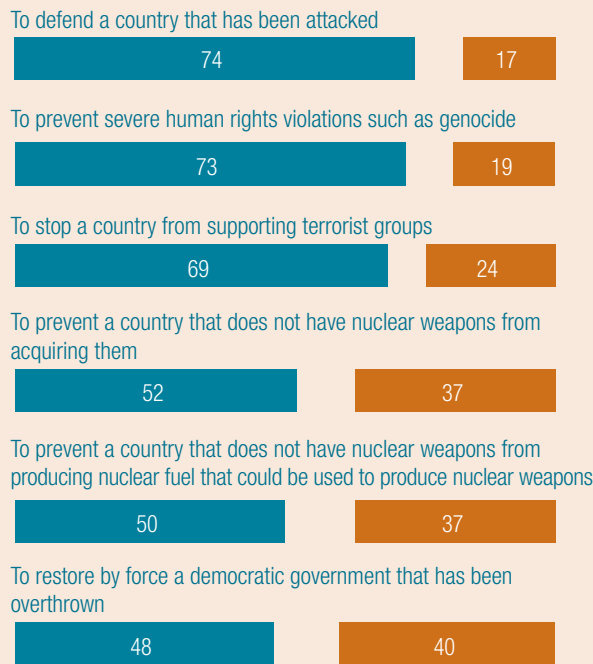 To defend a country that has been attacked
74 17
To prevent severe human rights violations such as genocide
73 19
To stop a country from supporting terrorist groups
69 24
To prevent a country that does not have nuclear weapons from
acquiring them
52 37
To prevent a country that does not have nuclear weapons from
producing nuclear fuel that could be used to produce nuclear weapons
50 37
To restore by force a democratic government that has been
overthrown
48 40